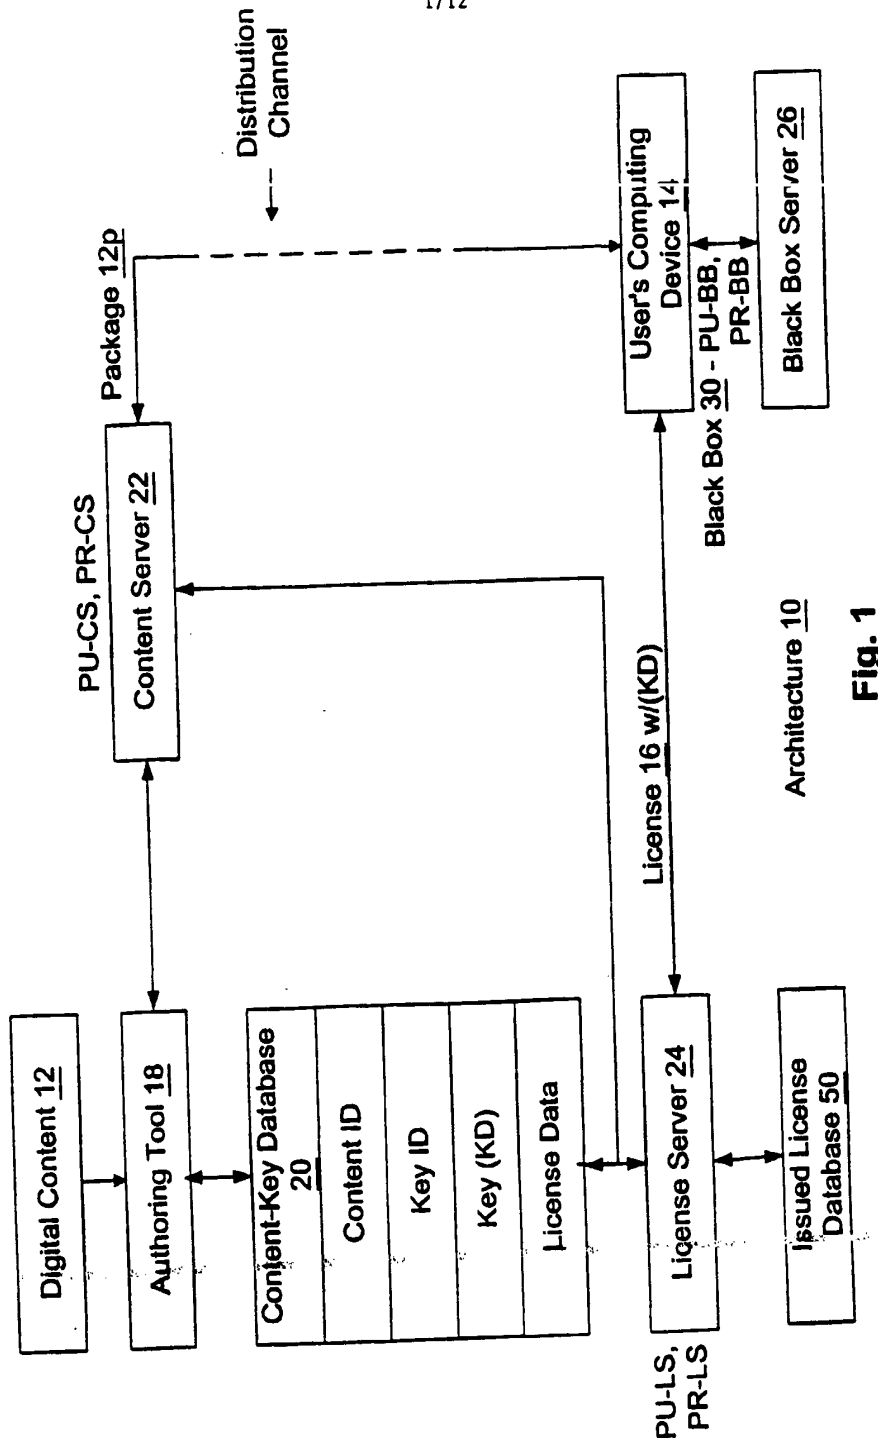 1/12
Digital Content 12
Authoring Tool 18
Content-Key Database
20
Content ID
Key ID
Key (KD)
License Data
License Server 24
PU-LS,
PR-LS
Issued License
Database 50
PU-CS, PR-CS
Content Server 22
Package 12p
Distribution
Channel
License 16 w/(KD)
User's Computing
Device 14
Black Box 30 - PU-BB,
PR-BB
Black Box Server 26
Architecture 10
Fig. 1